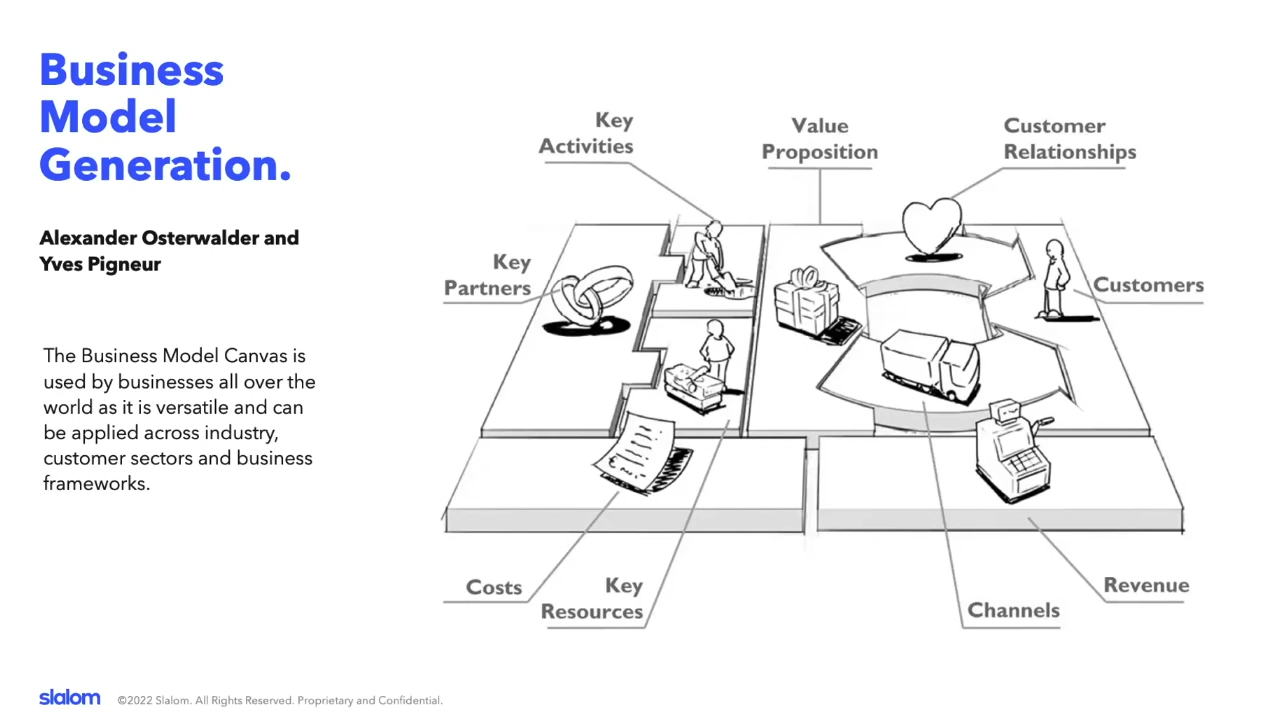 Business
Model
Generation.
Alexander Osterwalder and
Yves Pigneur
The Business Model Canvas is
used by businesses all over the
world as it is versatile and can
be applied across industry,
customer sectors and business
frameworks.
Key
Activities
Value
Proposition
Customer
Relationships
Key
Partners
Customers
Costs
Key
Resources
Channels
Revenue
slalom
©2022 Slalom. All Rights Reserved. Proprietary and Confidential.